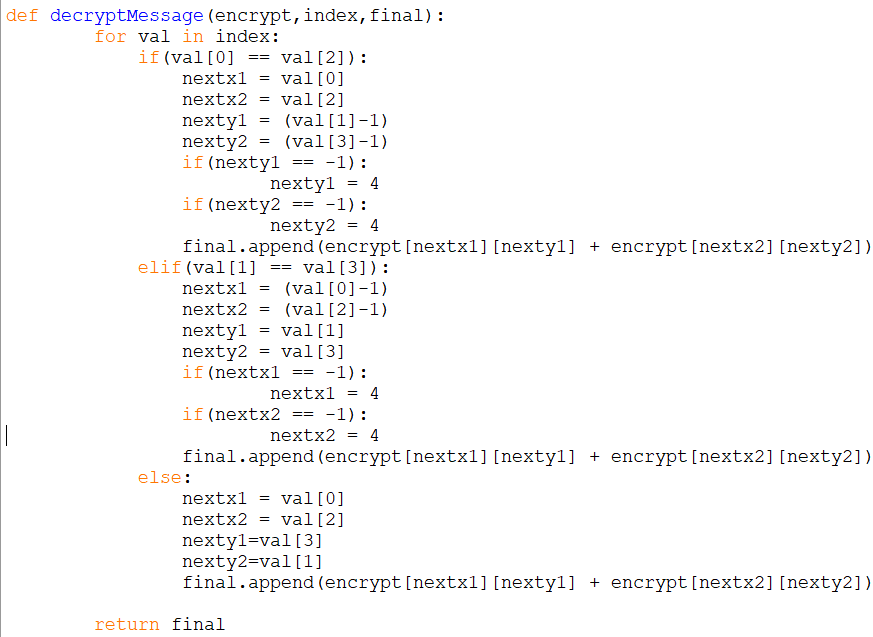 def decryptMessage(encrypt,index,final):
        for val in index:
            if(val[0] == val[2]):
                nextx1 = val[0]
                nextx2 = val[2]
                nexty1 = (val[1]-1)
                nexty2 = (val[3]-1)
                if(nexty1 == -1):
                        nexty1 = 4
                if(nexty2 == -1):
                        nexty2 = 4
                final.append(encrypt[nextx1][nexty1] + encrypt[nextx2][nexty2])
            elif(val[1] == val[3]):
                nextx1 = (val[0]-1)
                nextx2 = (val[2]-1)
                nexty1 = val[1]
                nexty2 = val[3]
                if(nextx1 == -1):
                        nextx1 = 4
                if(nextx2 == -1):
                        nextx2 = 4
                final.append(encrypt[nextx1][nexty1] + encrypt[nextx2][nexty2])
            else:
                nextx1 = val[0]
                nextx2 = val[2]
                nexty1=val[3]
                nexty2=val[1]
                final.append(encrypt[nextx1][nexty1] + encrypt[nextx2][nexty2])

        return final